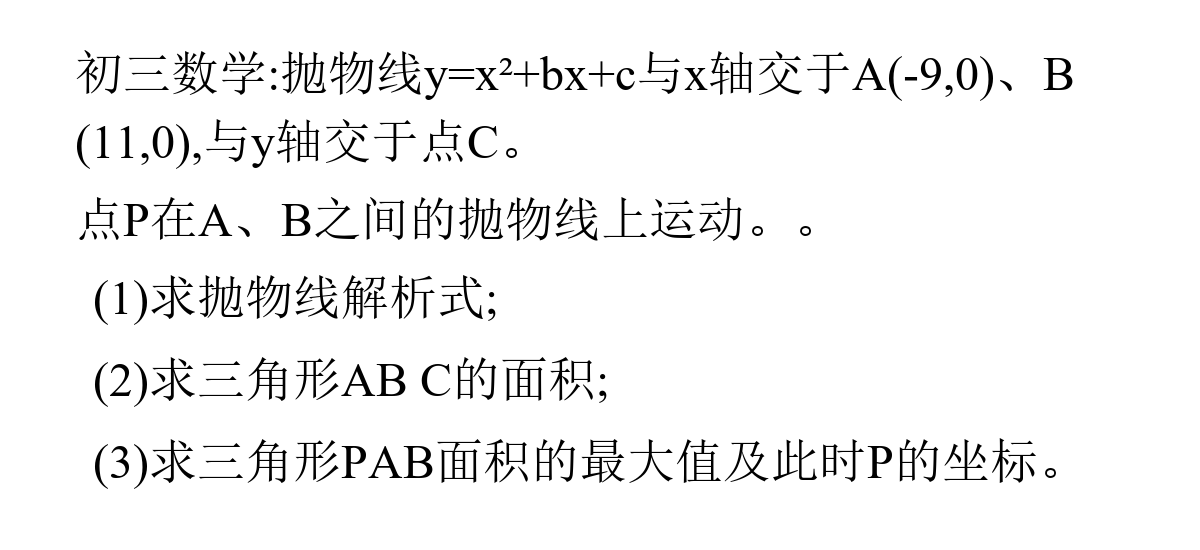 初三数学:抛物线y=x²+bx+c与x轴交于A(-9,0)、B
(11,0),与y轴交于点C。
点P在A、B之间的抛物线上运动。。
(1)求抛物线解析式;
(2)求三角形AB C的面积;
(3)求三角形PAB面积的最大值及此时P的坐标。